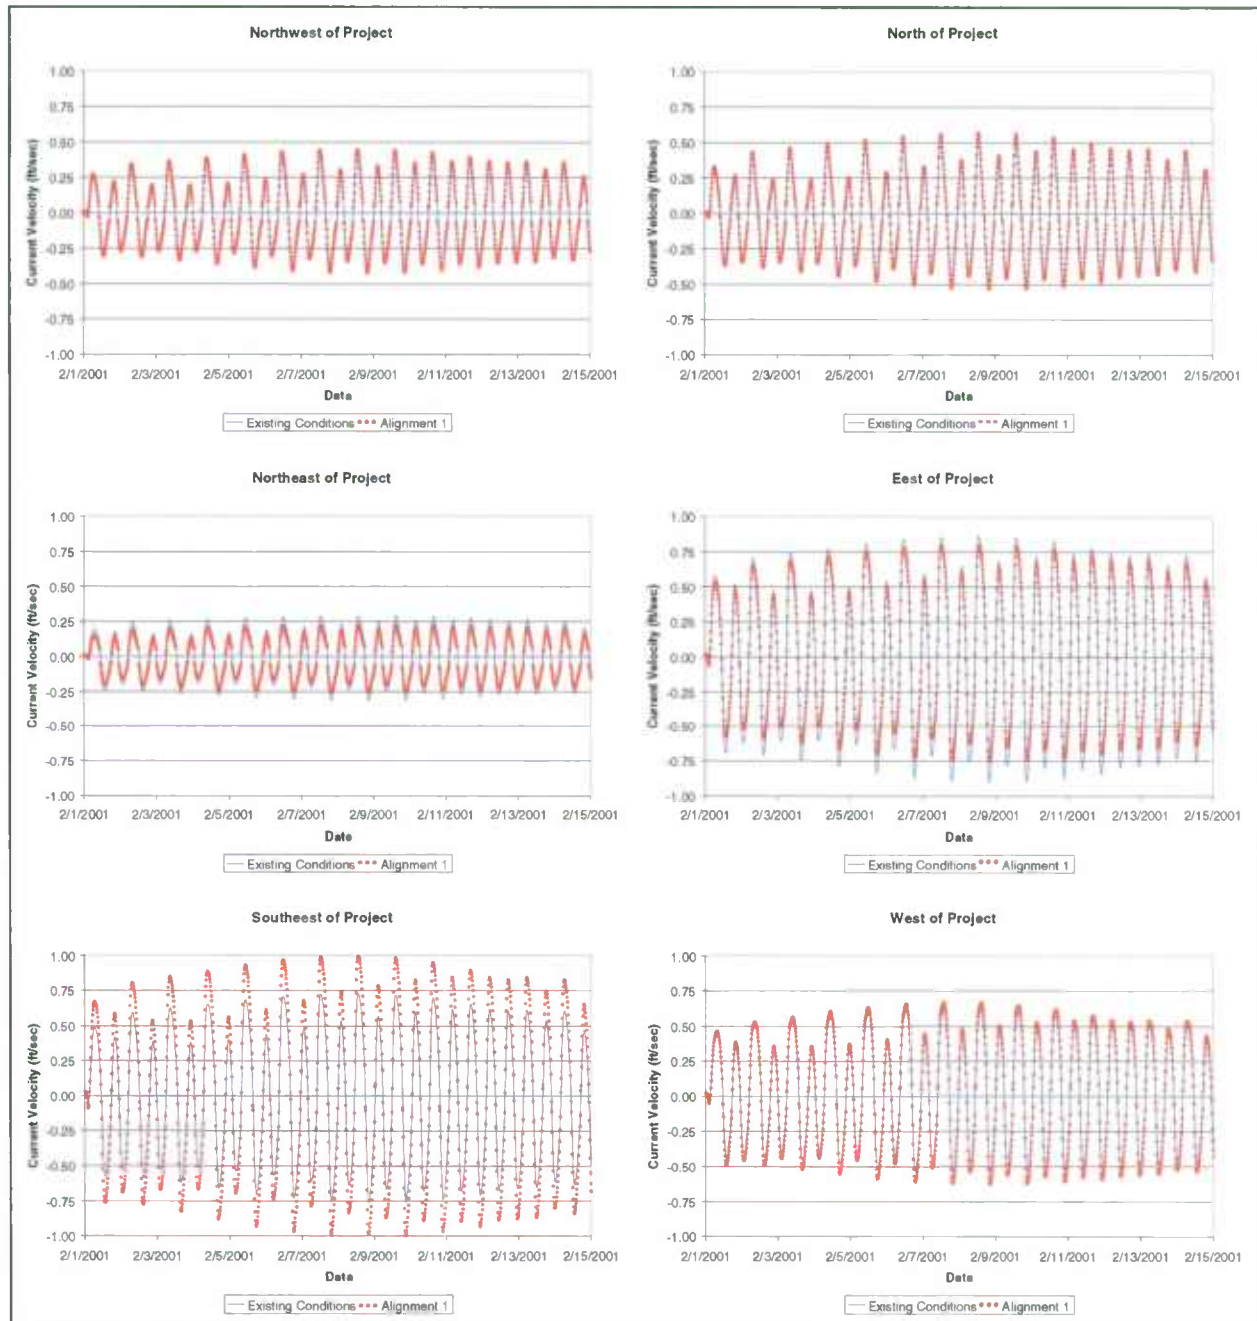 Northwest of Project
1.00
0.75
0.50
0.25
0.00
-0.25
-0.50
-0.75
-1.00
Current Velocity (ft/sec)
2/1/2001 2/3/2001 2/5/2001 2/7/2001 2/9/2001 2/11/2001 2/13/2001 2/15/2001
Data
Existing Conditions Alignment 1
North of Project
1.00
0.75
0.50
0.25
0.00
-0.25
-0.50
-0.75
-1.00
Current Velocity (ft/sec)
2/1/2001 2/3/2001 2/5/2001 2/7/2001 2/9/2001 2/11/2001 2/13/2001 2/15/2001
Data
Existing Conditions Alignment 1
Northeast of Project
1.00
0.75
0.50
0.25
0.00
-0.25
-0.50
-0.75
-1.00
Current Velocity (ft/sec)
2/1/2001 2/3/2001 2/5/2001 2/7/2001 2/9/2001 2/11/2001 2/13/2001 2/15/2001
Date
Existing Conditions Alignment 1
Eest of Project
1.00
0.75
0.50
0.25
0.00
-0.25
-0.50
-0.75
-1.00
Current Velocity (ft/sec)
2/1/2001 2/3/2001 2/5/2001 2/7/2001 2/9/2001 2/11/2001 2/13/2001 2/15/2001
Data
Existing Conditions Alignment 1
Southeest of Project
1.00
0.75
0.50
0.25
0.00
-0.25
-0.50
-0.75
-1.00
Current Velocity (ft/sec)
2/1/2001 2/3/2001 2/5/2001 2/7/2001 2/9/2001 2/11/2001 2/13/2001 2/15/2001
Data
Existing Conditions Alignment 1
West of Project
1.00
0.75
0.50
0.25
0.00
-0.25
-0.50
-0.75
-1.00
Current Velocity (ft/sec)
2/1/2001 2/3/2001 2/5/2001 2/7/2001 2/9/2001 2/11/2001 2/13/2001 2/15/2001
Data
Existing Conditions Alignment 1